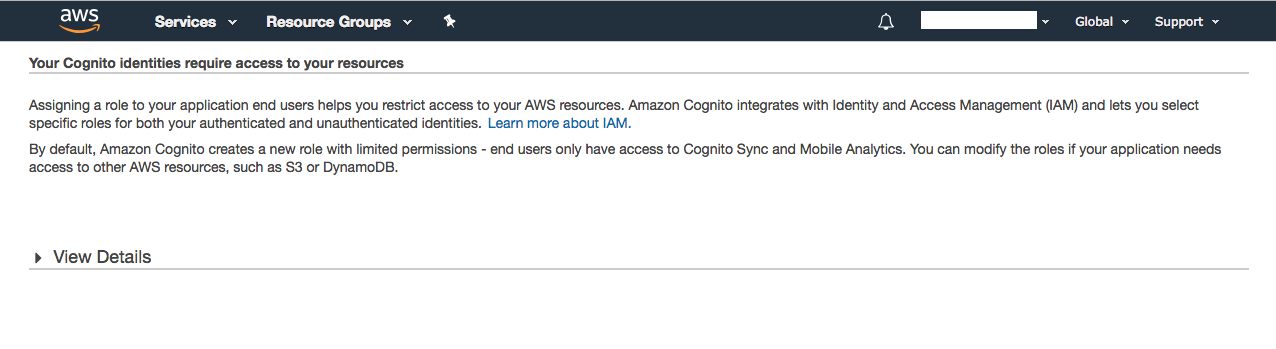 aws Services Resource Groups Global Support
Your Cognito identities require access to your resources
Assigning a role to your application end users helps you restrict access to your AWS resources. Amazon Cognito integrates with Identity and Access Management (IAM) and lets you select
specific roles for both your authenticated and unauthenticated identities. Learn more about IAM.
By default, Amazon Cognito creates a new role with limited permissions - end users only have access to Cognito Sync and Mobile Analytics. You can modify the roles if your application needs
access to other AWS resources, such as S3 or DynamoDB.
View Details